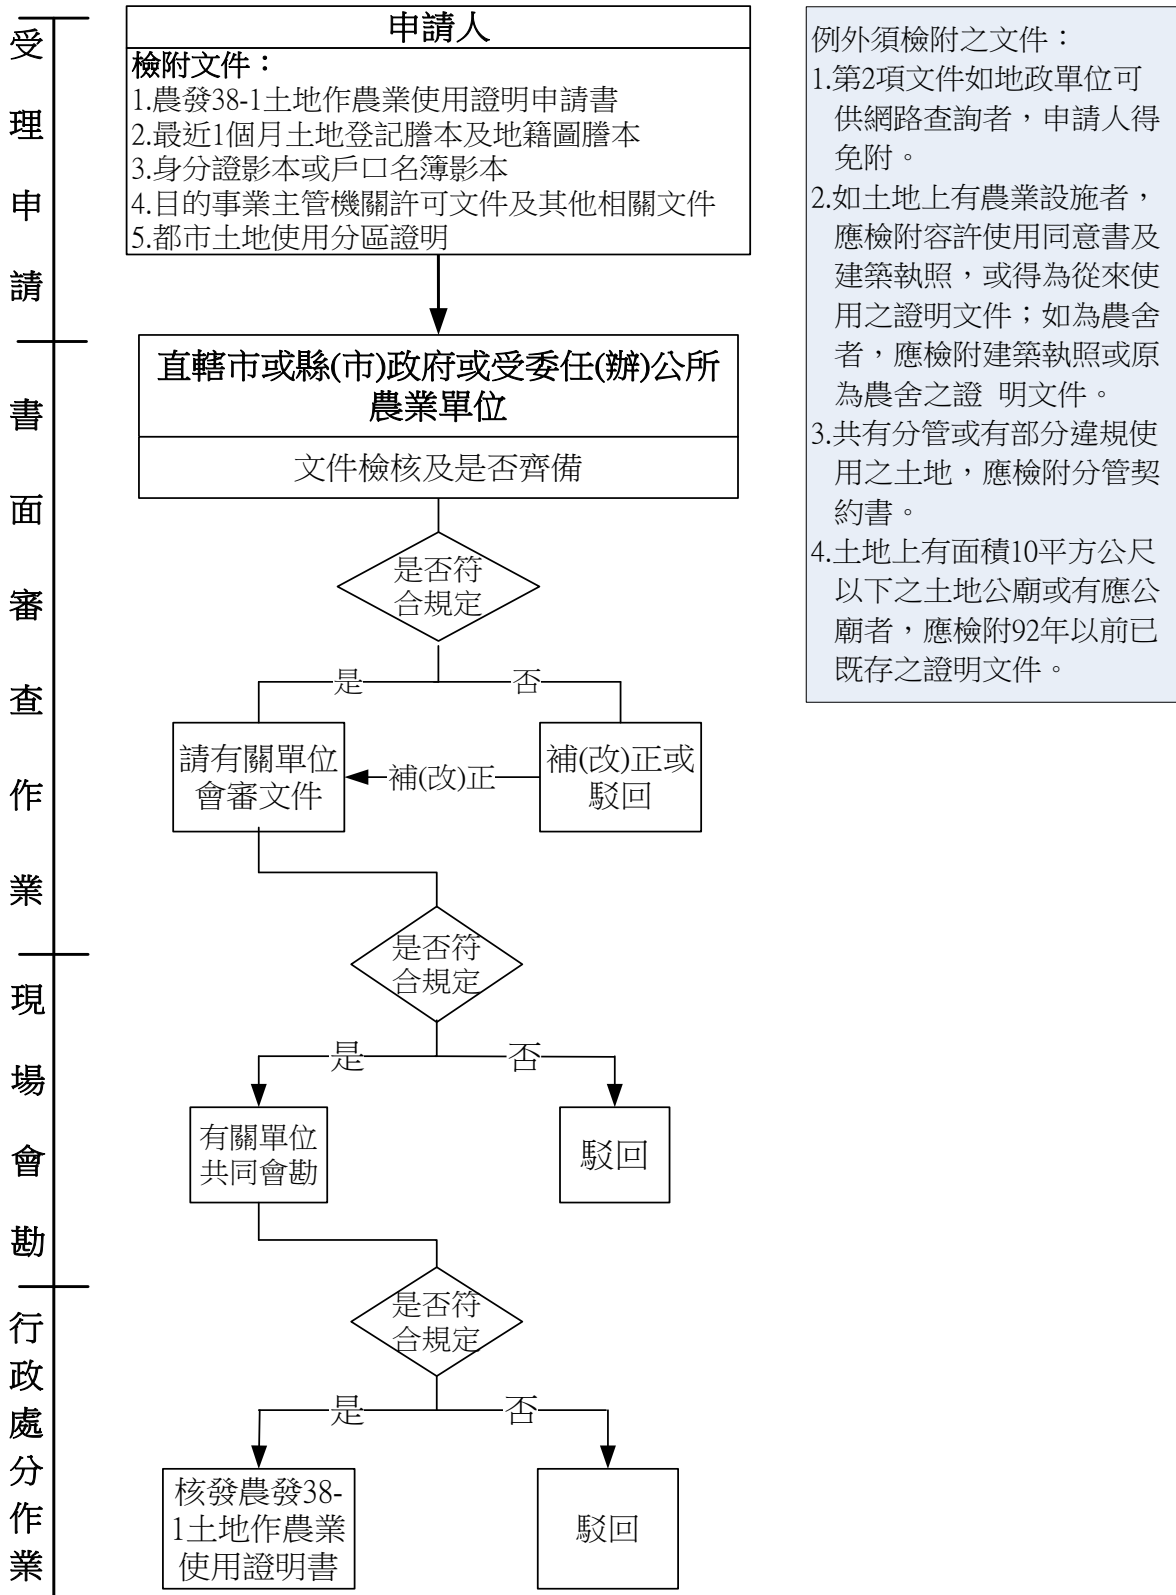 受理申請
申請人
檢附文件：
1.農發38-1土地作農業使用證明申請書
2.最近1個月土地登記謄本及地籍圖謄本
3.身分證影本或戶口名簿影本
4.目的事業主管機關許可文件及其他相關文件
5.都市土地使用分區證明
例外須檢附之文件：
1.第2項文件如地政單位可
供網路查詢者，申請人得
免附。
2.如土地上有農業設施者，
應檢附容許使用同意書及
建築執照，或得為從來使
用之證明文件；如為農舍
者，應檢附建築執照或原
為農舍之證 明文件。
3.共有分管或有部分違規使
用之土地，應檢附分管契
約書。
4.土地上有面積10平方公尺
以下之土地公廟或有應公
廟者，應檢附92年以前已
既存之證明文件。
書面審查作業
直轄市或縣(市)政府或受委任(辦)公所
農業單位
文件檢核及是否齊備
是否符
合規定
是
否
請有關單位
會審文件
補(改)正
補(改)正或
駁回
是否符
合規定
現場會勘
是
否
有關單位
共同會勘
駁回
是否符
合規定
行政處分作業
是
否
核發農發38-
1土地作農業
使用證明書
駁回